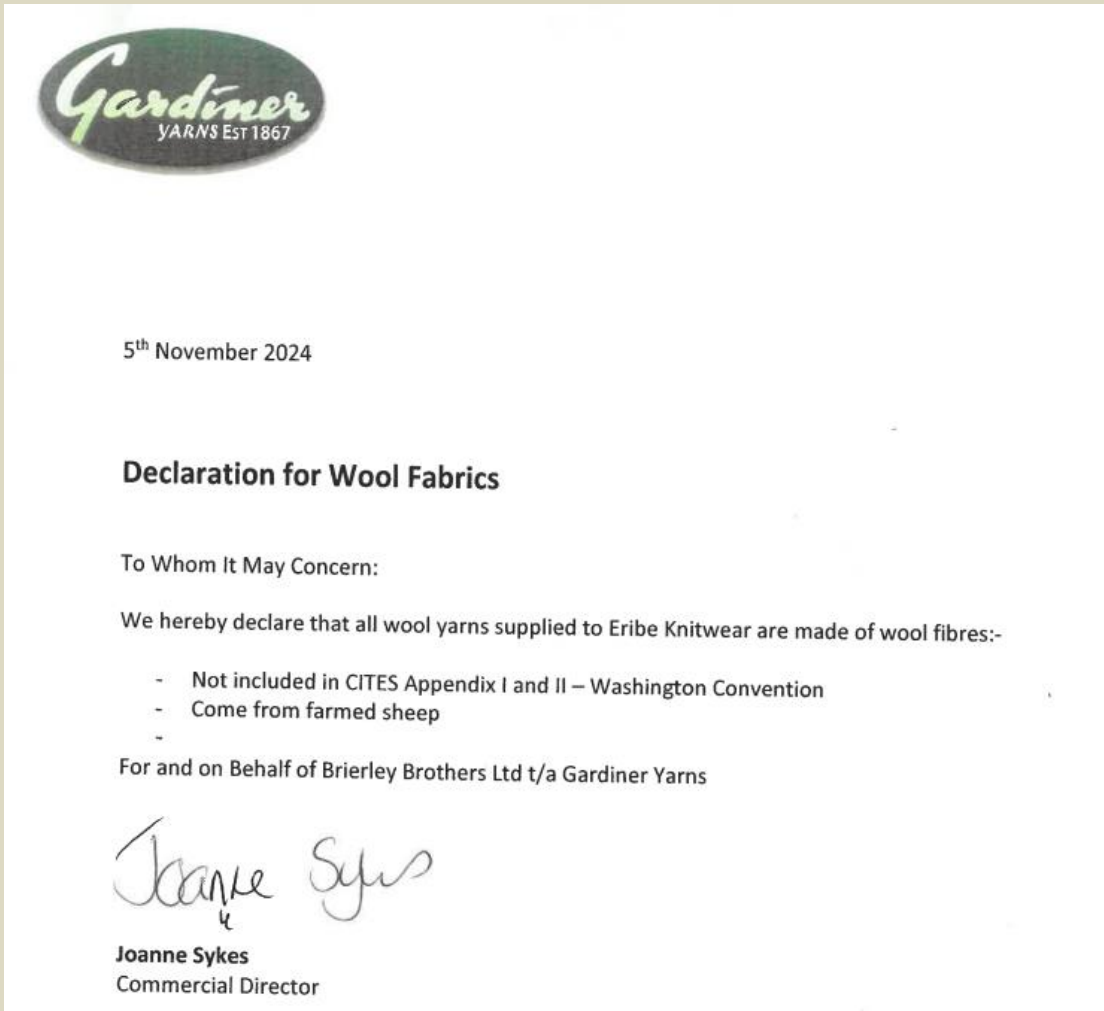 Gardiner
YARNS EST 1867
5th November 2024
Declaration for Wool Fabrics
To Whom It May Concern:
We hereby declare that all wool yarns supplied to Eribe Knitwear are made of wool fibres:-
- Not included in CITES Appendix I and II – Washington Convention
- Come from farmed sheep
-
For and on Behalf of Brierley Brothers Ltd t/a Gardiner Yarns
Joanne Sykes
Joanne Sykes
Commercial Director